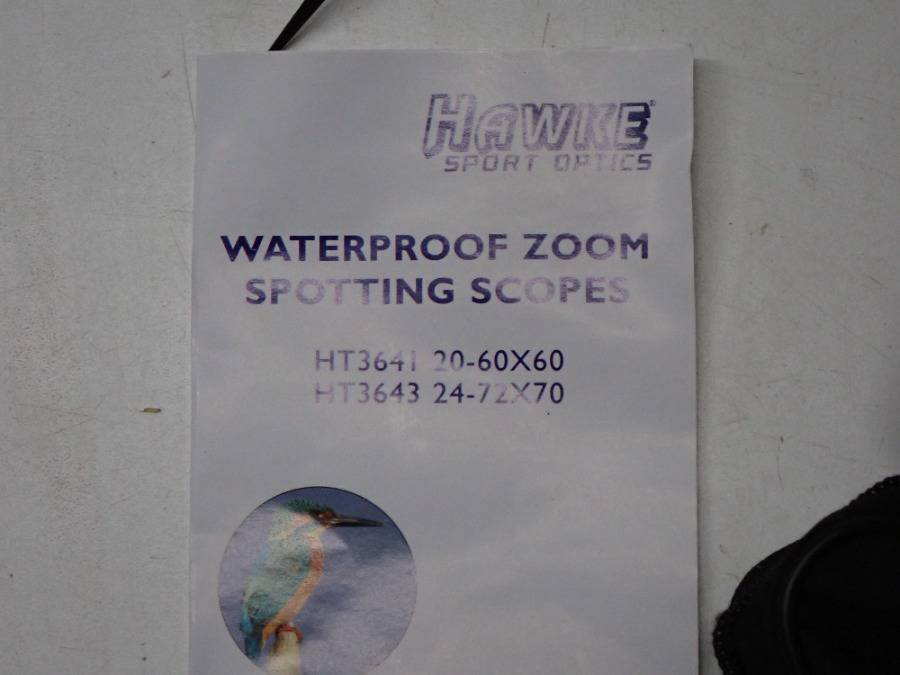 HAWKE
SPORT OPTICS
WATERPROOF ZOOM
SPOTTING SCOPES
HT3641 20-60X60
HT3643 24-72X70